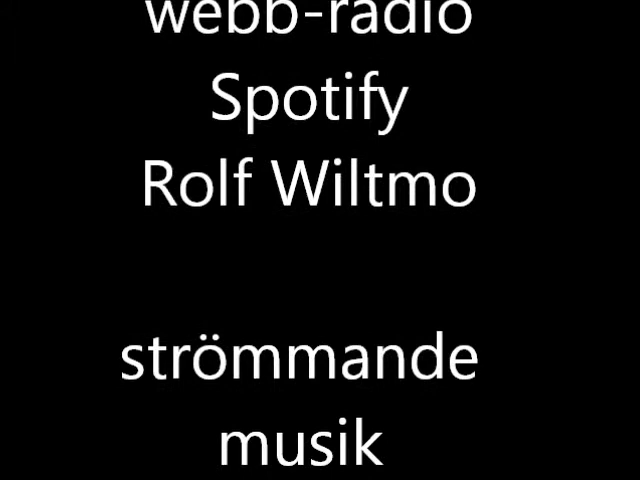 webb-radio
Spotify
Rolf Wiltmo
strömmande
musik